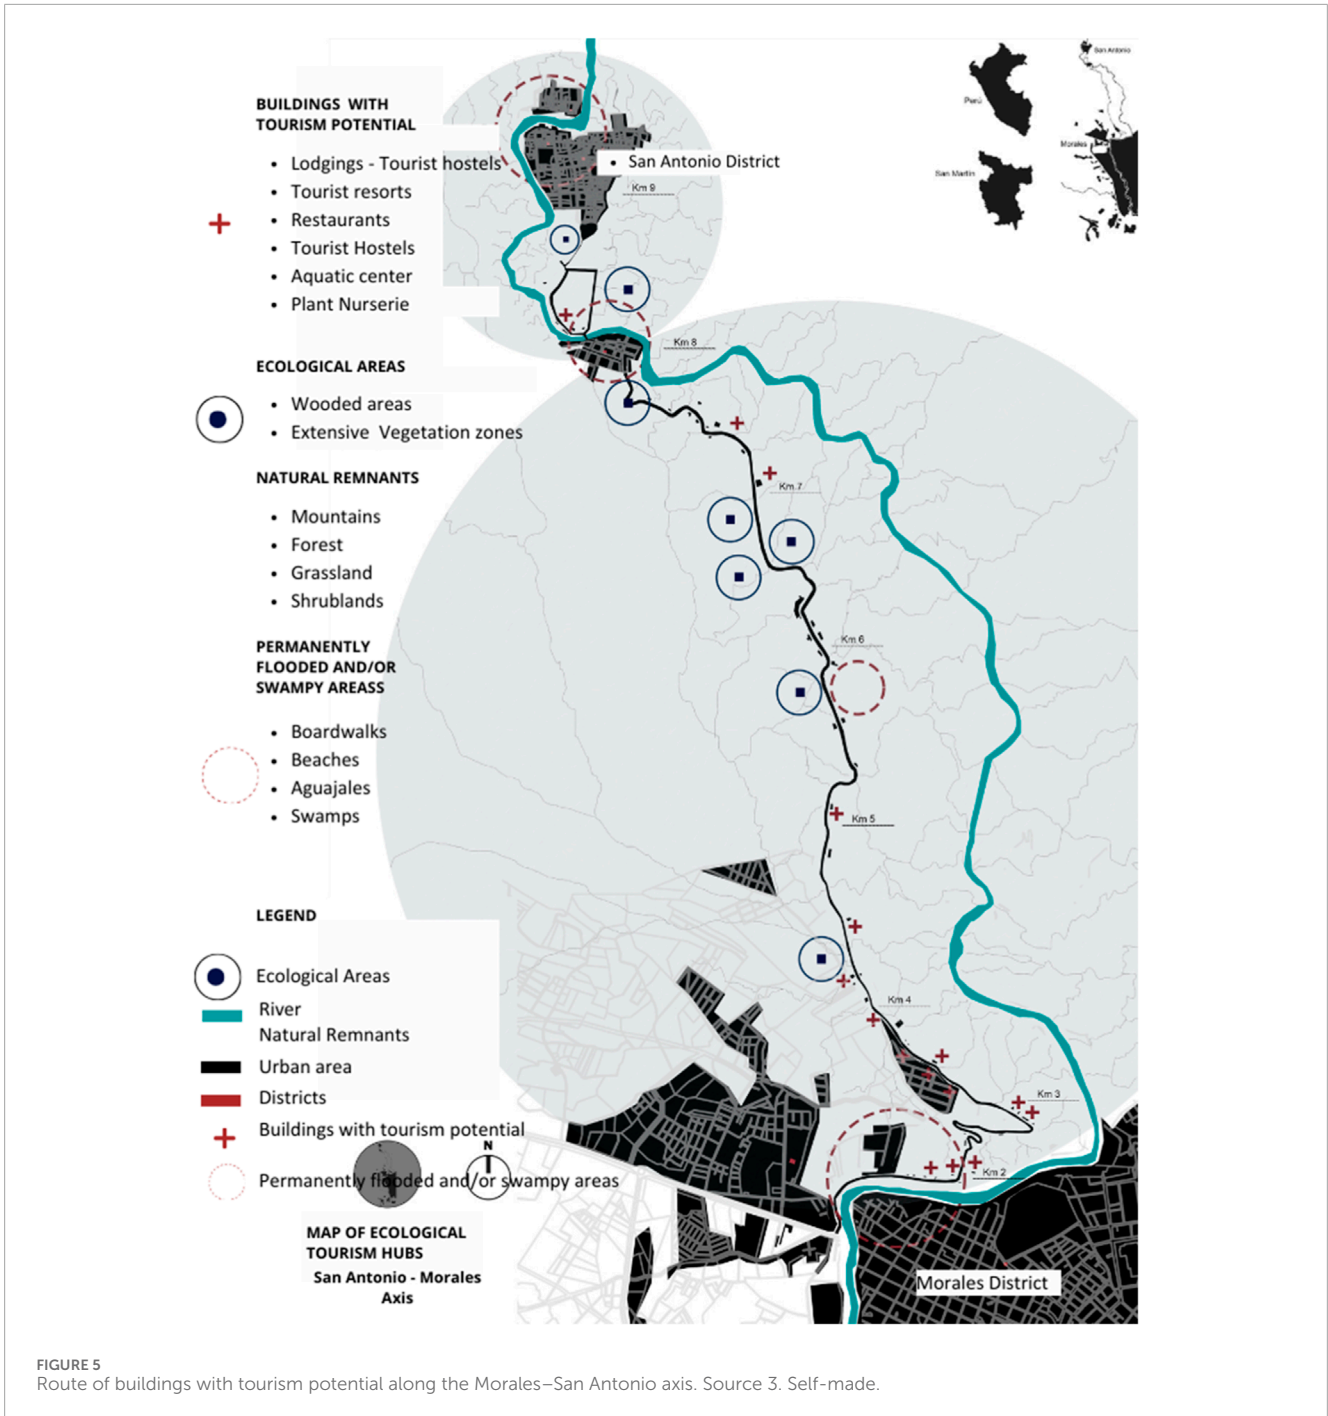 BUILDINGS WITH
TOURISM POTENTIAL
• Lodgings - Tourist hostels
• Tourist resorts
• Restaurants
• Tourist Hostels
• Aquatic center
• Plant Nurserie
ECOLOGICAL AREAS
• Wooded areas
• Extensive Vegetation zones
NATURAL REMNANTS
• Mountains
• Forest
• Grassland
• Shrublands
PERMANENTLY
FLOODED AND/OR
SWAMPY AREASS
• Boardwalks
• Beaches
• Aguajales
• Swamps
LEGEND
Ecological Areas
River
Natural Remnants
Urban area
Districts
Buildings with tourism potential
Permanently flooded and/or swampy areas
N
MAP OF ECOLOGICAL
TOURISM HUBS
San Antonio - Morales
Axis
• San Antonio District
Km 9
Km 8
Km 7
Km 6
Km 5
Km 4
Km 3
Km 2
Morales District
Perú
San Martín
San Antonio
Morales
FIGURE 5
Route of buildings with tourism potential along the Morales–San Antonio axis. Source 3. Self-made.